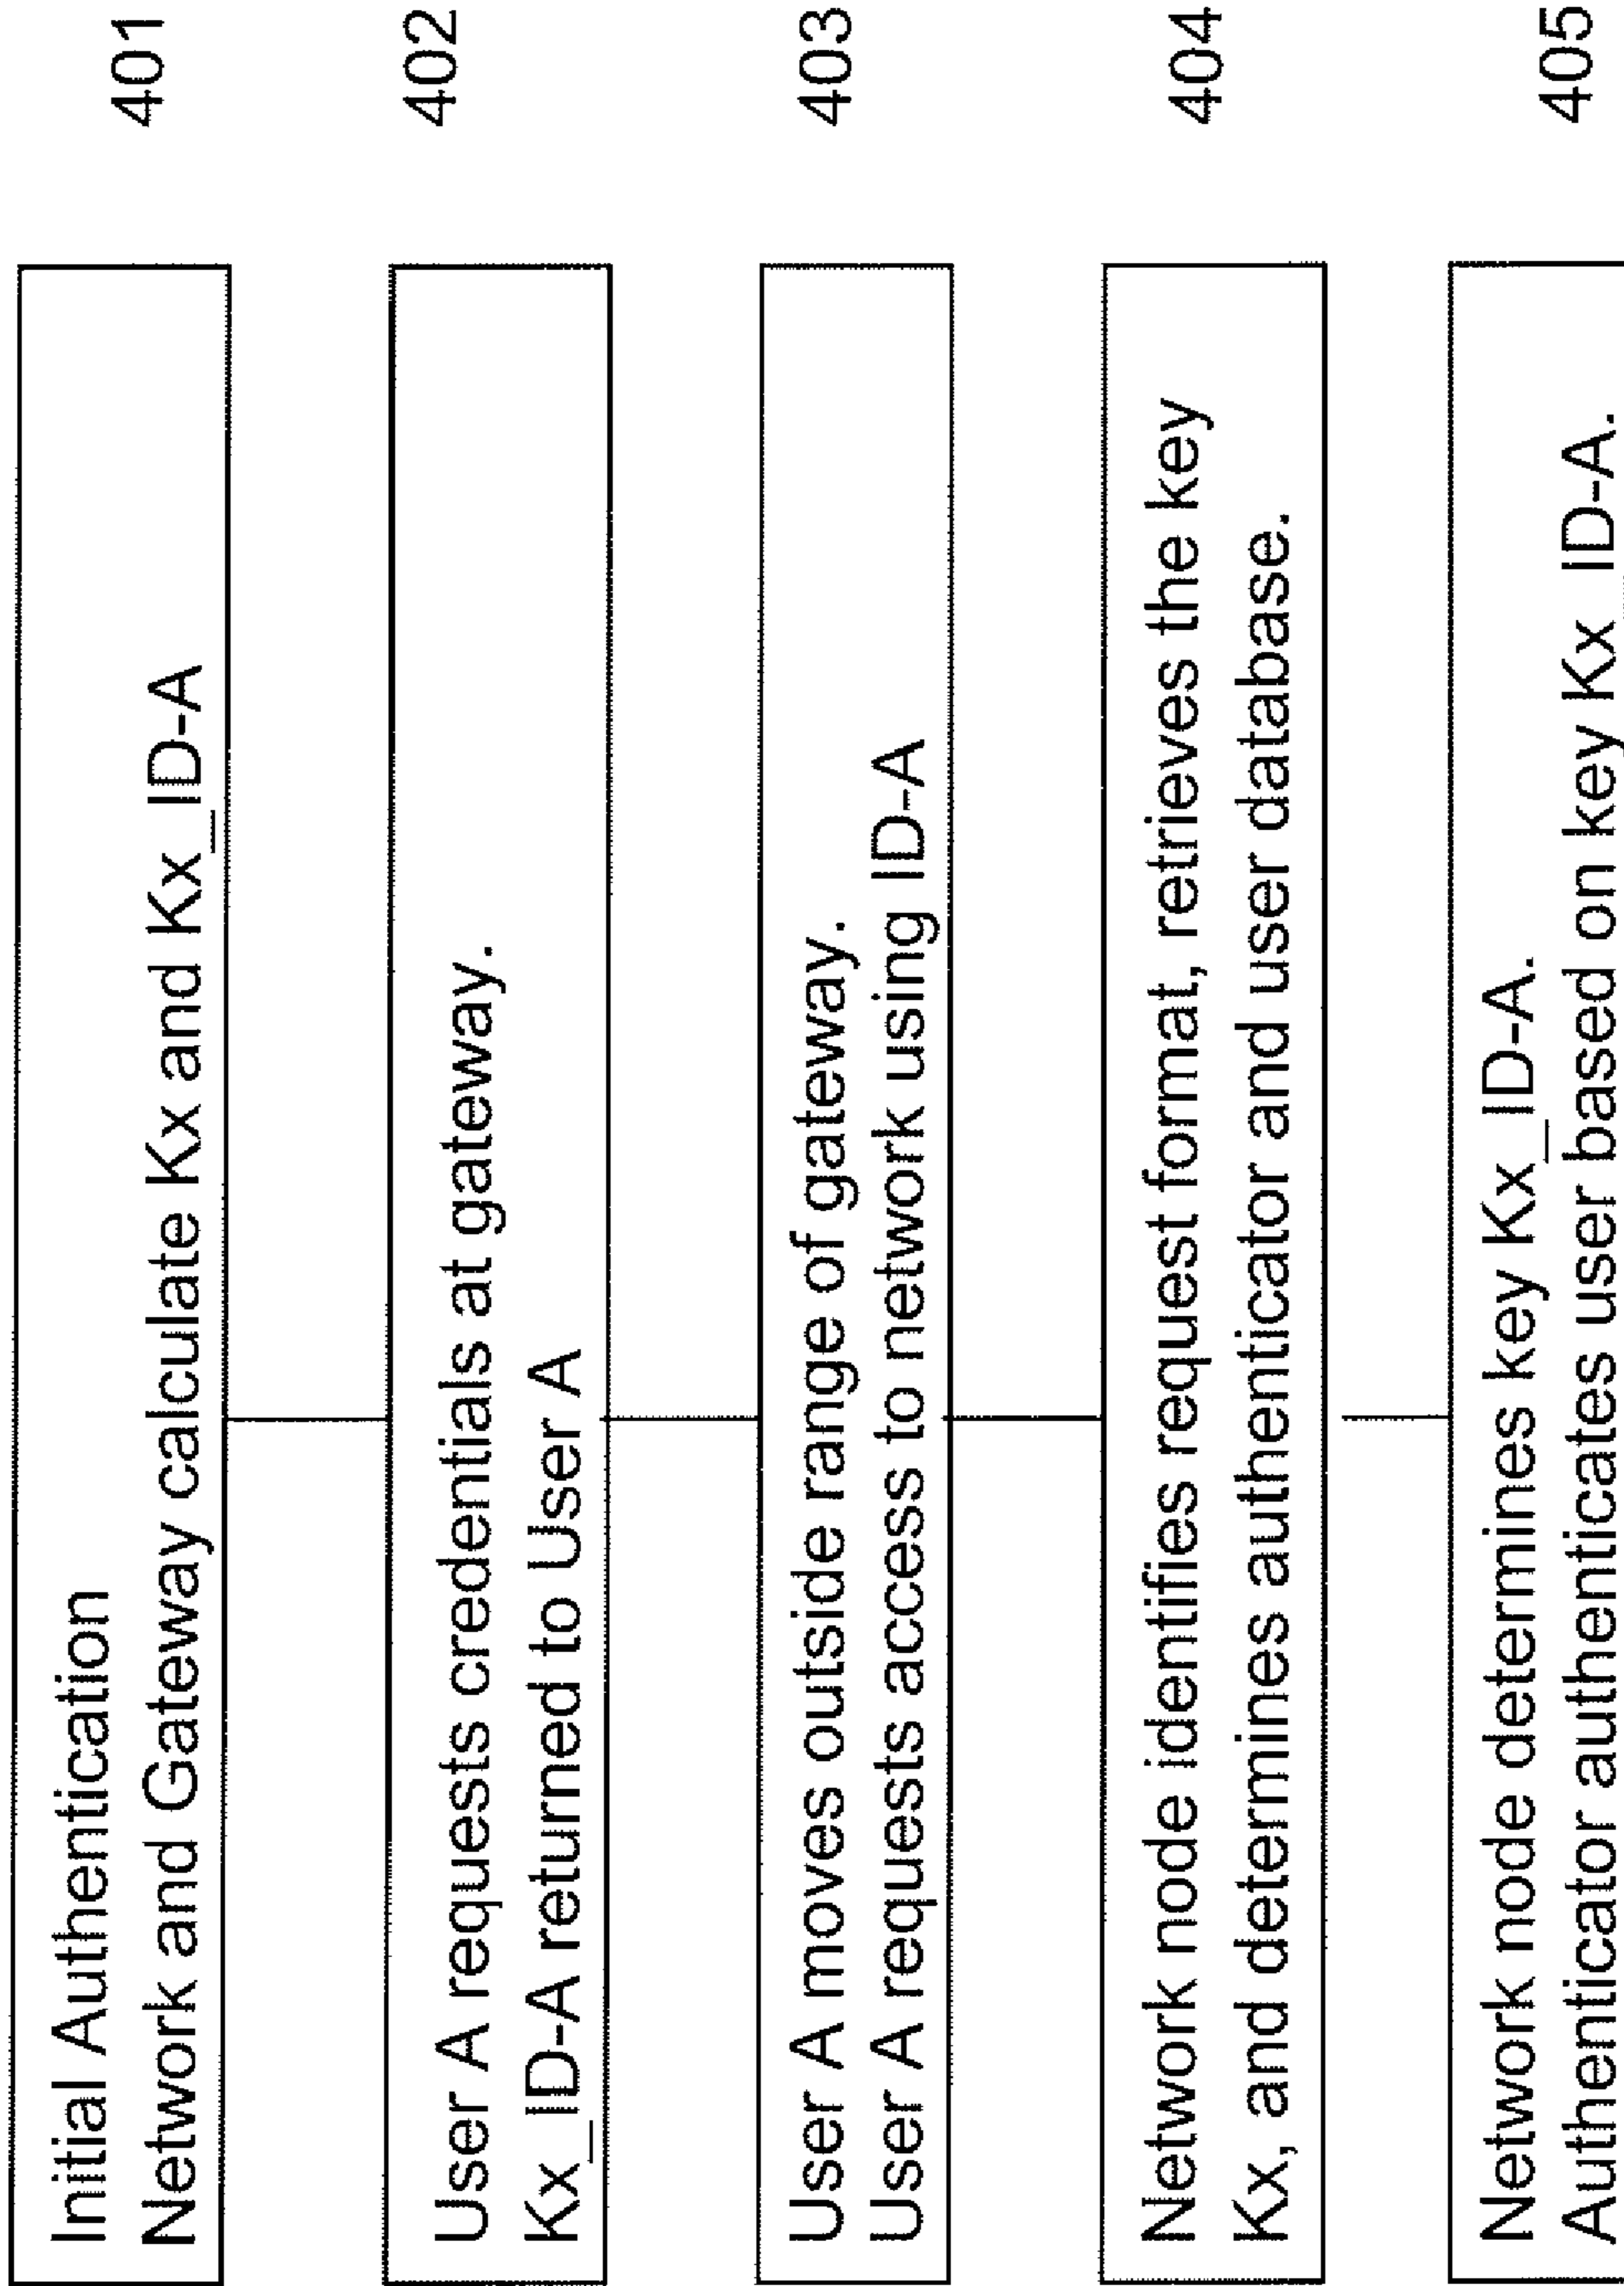 Initial Authentication
Network and Gateway calculate Kx and Kx_ID-A
401
User A requests credentials at gateway.
Kx_ID-A returned to User A
402
User A moves outside range of gateway.
User A requests access to network using ID-A
403
Network node identifies request format, retrieves the key
Kx, and determines authenticator and user database.
404
Network node determines key Kx_ID-A.
Authenticator authenticates user based on key Kx_ID-A.
405